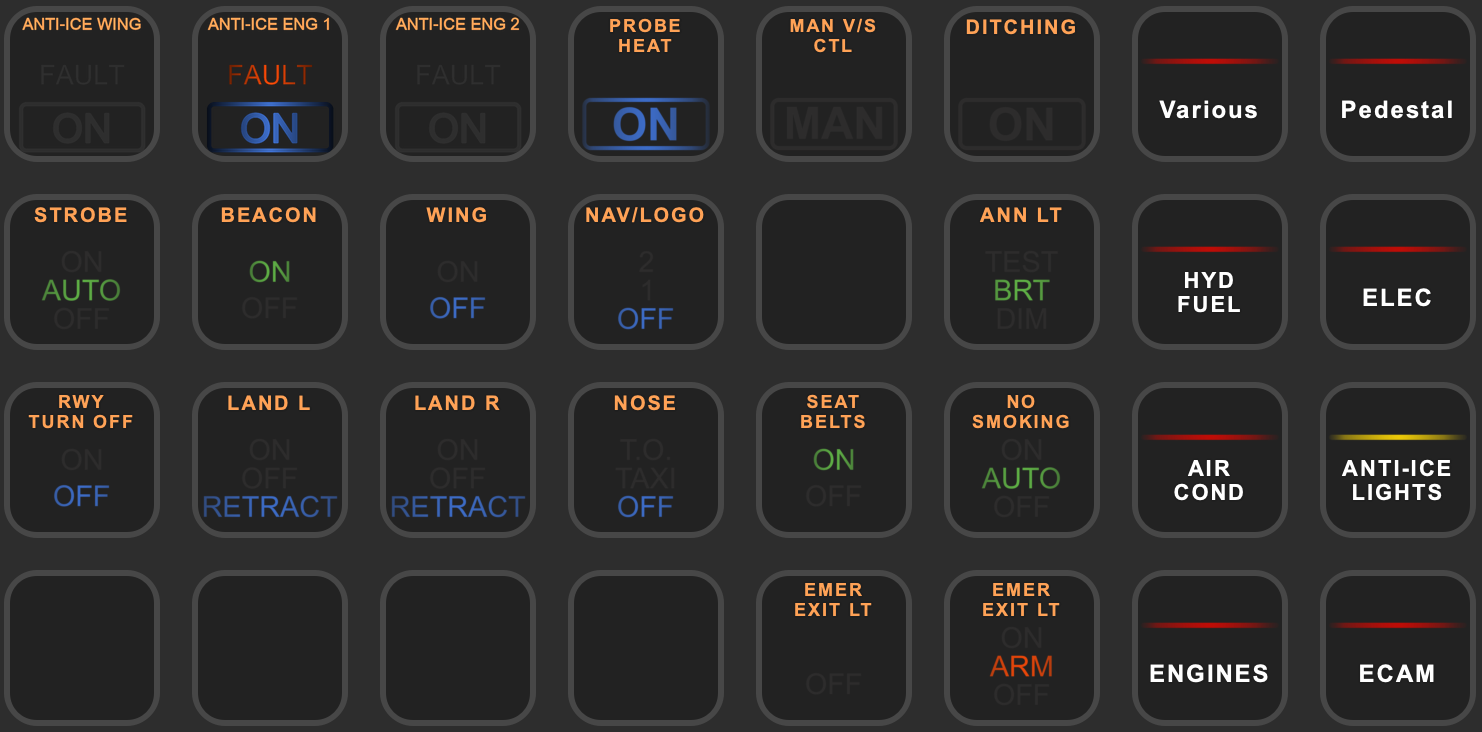 ANTI-ICE WING
FAULT
ON
ANTI-ICE ENG 1
FAULT
ON
ANTI-ICE ENG 2
FAULT
ON
PROBE
HEAT
ON
MAN V/S
CTL
MAN
DITCHING
ON
Various
Pedestal
STROBE
ON
AUTO
OFF
BEACON
ON
OFF
WING
ON
OFF
NAV/LOGO
2
1
OFF
ANN LT
TEST
BRT
DIM
HYD
FUEL
ELEC
RWY
TURN OFF
ON
OFF
LAND L
ON
OFF
RETRACT
LAND R
ON
OFF
RETRACT
NOSE
T.O.
TAXI
OFF
SEAT
BELTS
ON
OFF
NO
SMOKING
ON
AUTO
OFF
AIR
COND
ANTI-ICE
LIGHTS
EMER
EXIT LT
OFF
EMER
EXIT LT
ON
ARM
OFF
ENGINES
ECAM